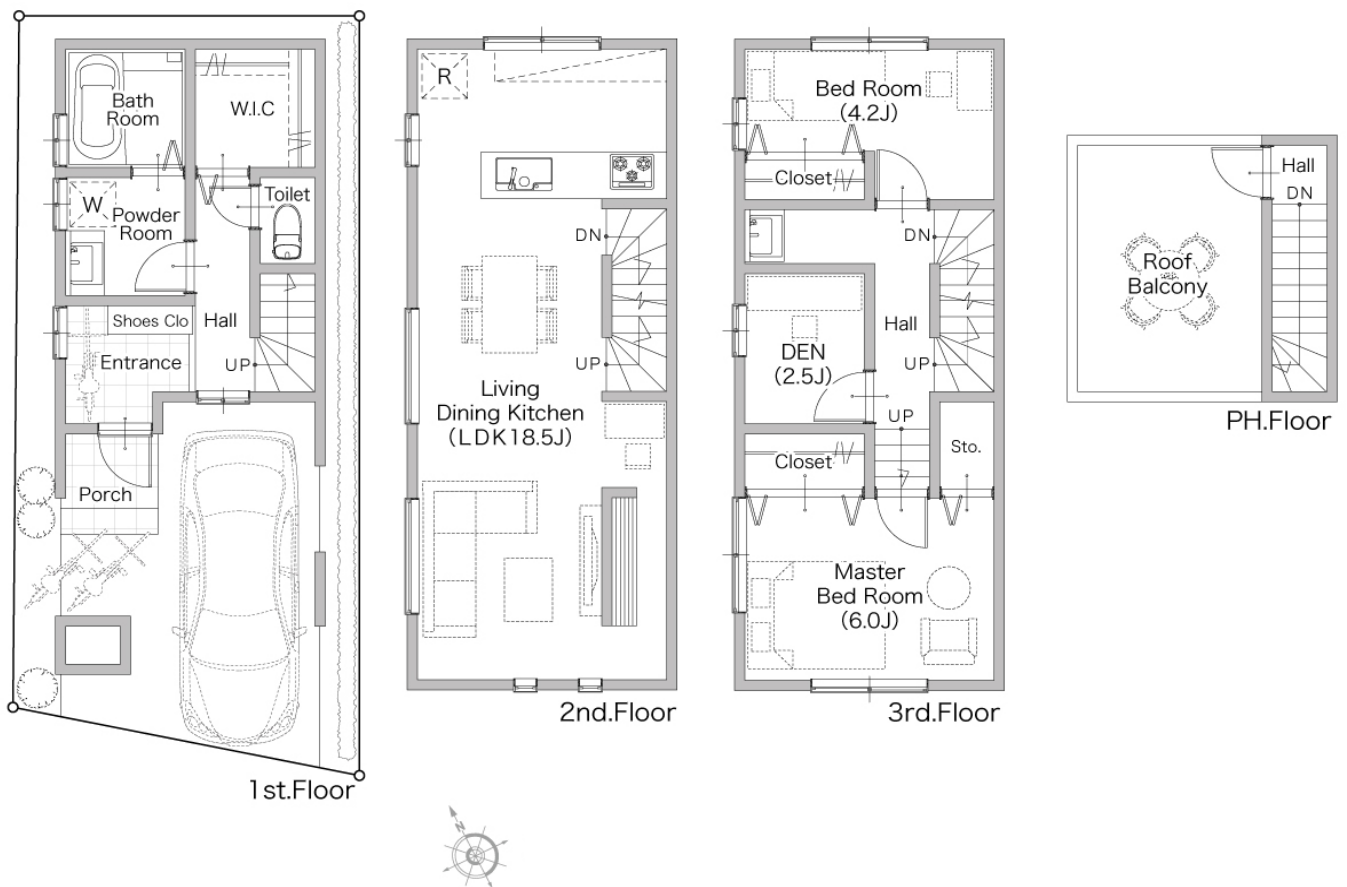 Bath
Room
W.I.C
W
Powder
Room
Toilet
Shoes Clo
Hall
Entrance
UP
Porch
1st.Floor
R
DN
UP
Living
Dining Kitchen
(LDK18.5J)
2nd.Floor
Bed Room
(4.2J)
Closet
DN
Hall
DEN
(2.5J)
UP
UP
Closet
Sto.
Master
Bed Room
(6.0J)
3rd.Floor
Hall
DN
Roof
Balcony
PH.Floor
N